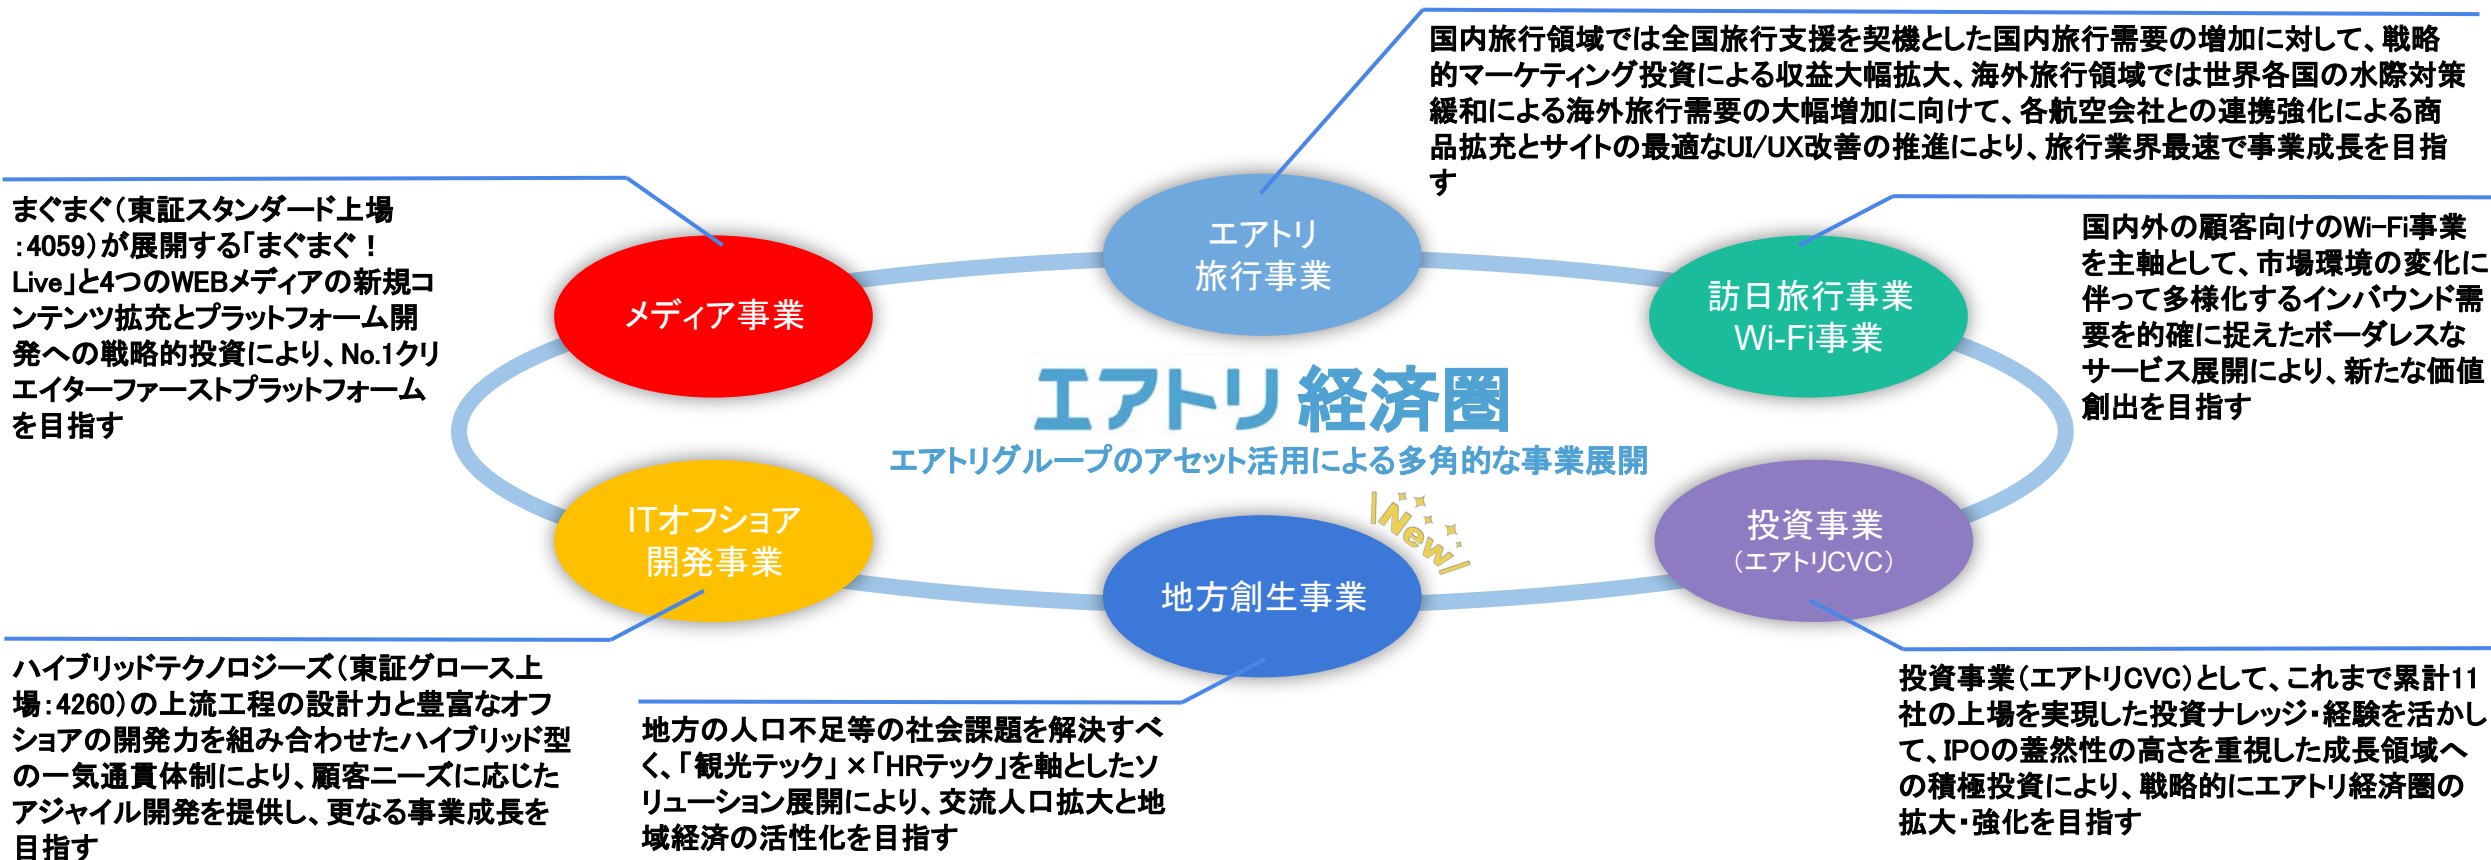 国内旅行領域では全国旅行支援を契機とした国内旅行需要の増加に対して、戦略
的マーケティング投資による収益大幅拡大、海外旅行領域では世界各国の水際対策
緩和による海外旅行需要の大幅増加に向けて、各航空会社との連携強化による商
品拡充とサイトの最適なUI/UX改善の推進により、旅行業界最速で事業成長を目指
す
まぐまぐ（東証スタンダード上場
：4059）が展開する「まぐまぐ！
Live」と4つのWEBメディアの新規コ
ンテンツ拡充とプラットフォーム開
発への戦略的投資により、No.1クリ
エイターファーストプラットフォーム
を目指す
メディア事業
エアトリ
旅行事業
訪日旅行事業
Wi-Fi事業
国内外の顧客向けのWi-Fi事業
を主軸として、市場環境の変化に
伴って多様化するインバウンド需
要を的確に捉えたボーダレスな
サービス展開により、新たな価値
創出を目指す
エアトリ 経済圏
エアトリグループのアセット活用による多角的な事業展開
ITオフショア
開発事業
\New/
地方創生事業
投資事業
（エアトリCVC）
ハイブリッドテクノロジーズ（東証グロース上
場：4260）の上流工程の設計力と豊富なオフ
ショアの開発力を組み合わせたハイブリッド型
の一気通貫体制により、顧客ニーズに応じた
アジャイル開発を提供し、更なる事業成長を
目指す
地方の人口不足等の社会課題を解決すべ
く、「観光テック」×「HRテック」を軸としたソ
リューション展開により、交流人口拡大と地
域経済の活性化を目指す
投資事業（エアトリCVC）として、これまで累計11
社の上場を実現した投資ナレッジ・経験を活かし
て、IPOの蓋然性の高さを重視した成長領域へ
の積極投資により、戦略的にエアトリ経済圏の
拡大・強化を目指す